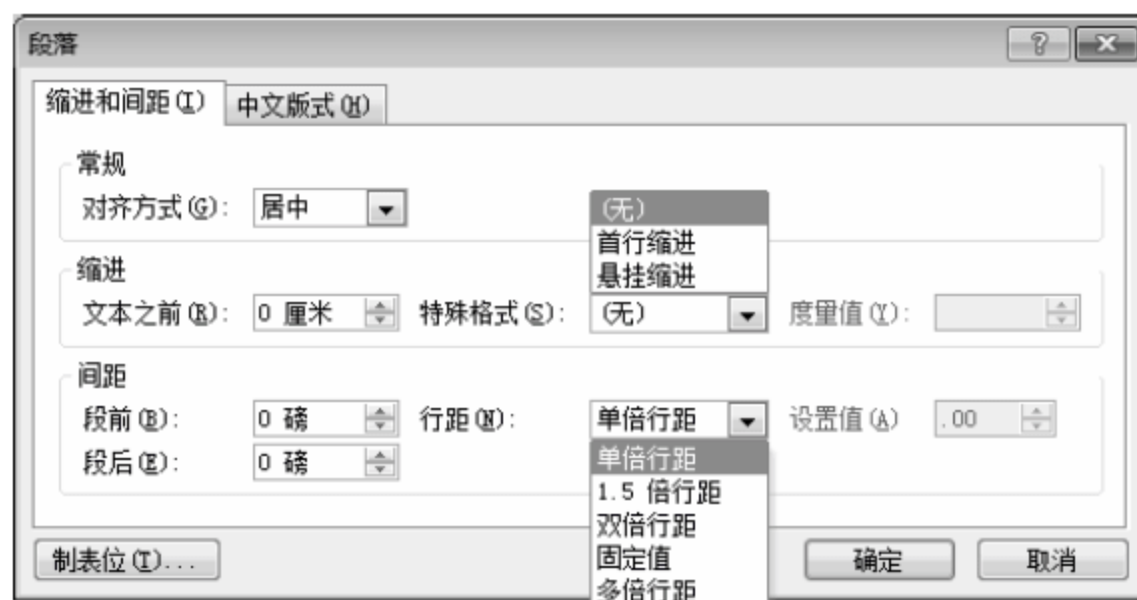 段落
缩进和间距(I) 中文版式(H)
常规
对齐方式(G): 居中
(无)
首行缩进
悬挂缩进
缩进
文本之前(R): 0 厘米 特殊格式(S): (无) 度量值(Y):
间距
段前(B): 0 磅 行距(N): 单倍行距 设置值(A) .00
段后(E): 0 磅
单倍行距
1.5 倍行距
双倍行距
固定值
多倍行距
制表位(T)... 确定 取消